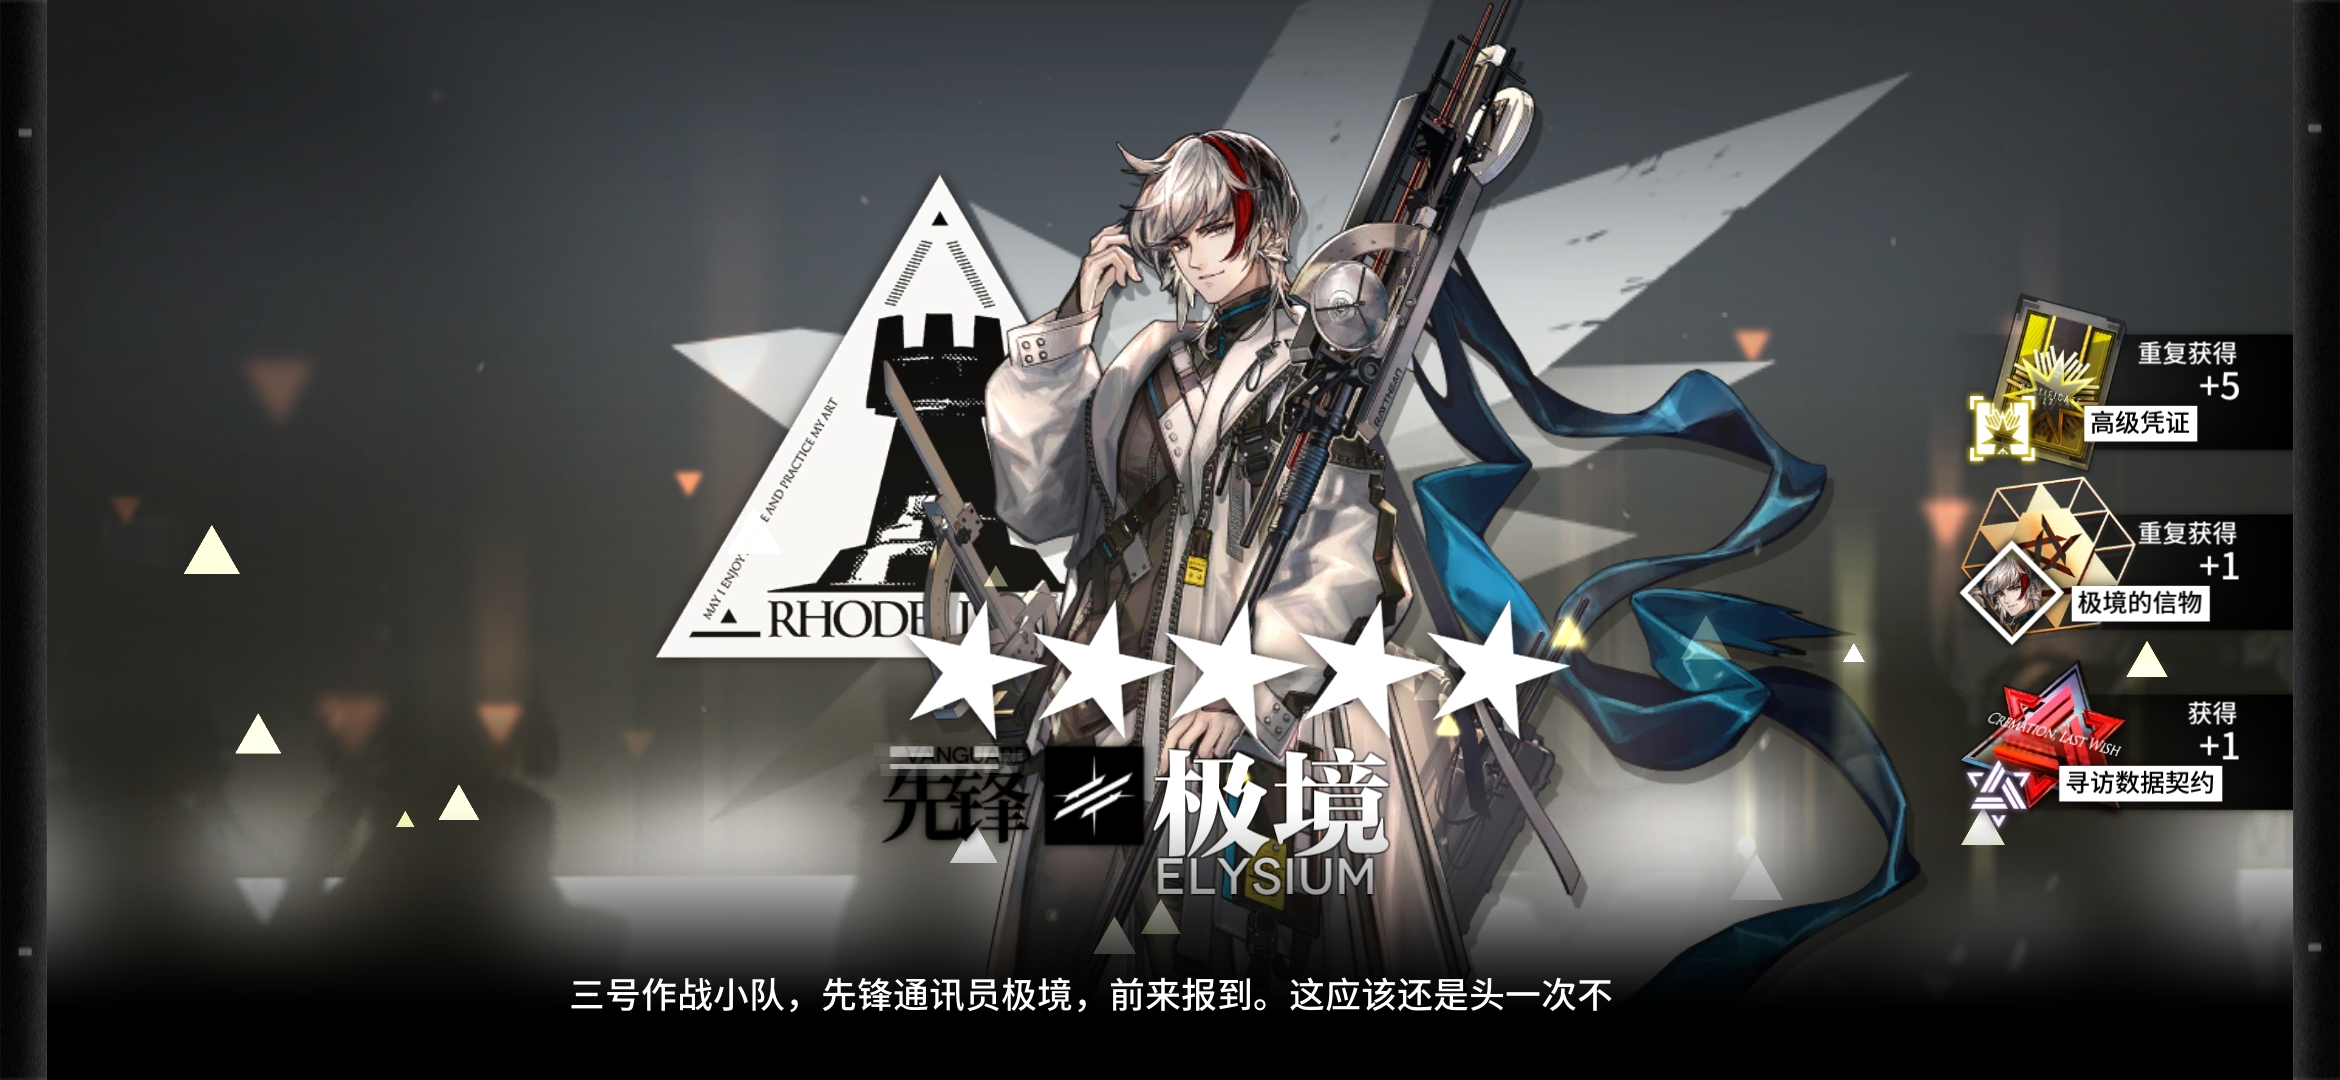 MAY I ENJOY
E AND PRACTICE MY ART
RHODE I
RAYTHEAN
VANGUARD
先锋
极境
ELYSIUM
重复获得
+5
高级凭证
重复获得
+1
极境的信物
CREMATION, LAST WISH
获得
+1
寻访数据契约
三号作战小队，先锋通讯员极境，前来报到。这应该还是头一次不